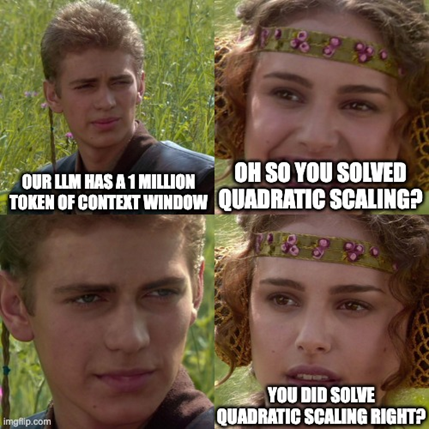 OUR LLM HAS A 1 MILLION
TOKEN OF CONTEXT WINDOW
OH SO YOU SOLVED
QUADRATIC SCALING?
YOU DID SOLVE
QUADRATIC SCALING RIGHT?
imgflip.com